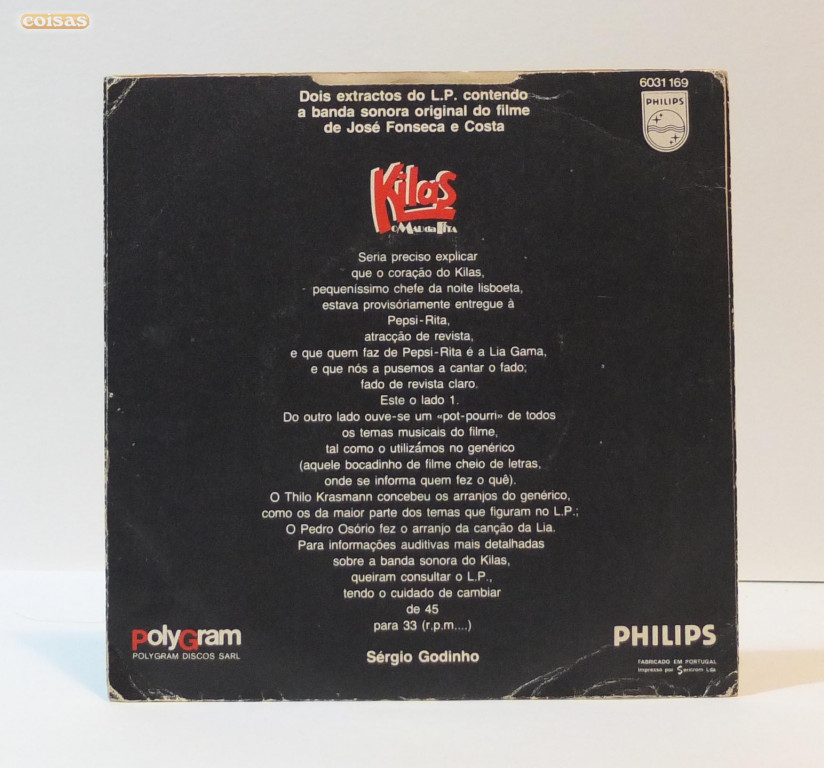 coisas
6031 169
PHILIPS
Dois extractos do L.P. contendo
a banda sonora original do filme
de José Fonseca e Costa
Kilas
O MAU da FITA
Seria preciso explicar
que o coração do Kilas,
pequeníssimo chefe da noite lisboeta,
estava provisóriamente entregue à
Pepsi-Rita,
atracção de revista,
e que quem faz de Pepsi-Rita é a Lia Gama,
e que nós a pusemos a cantar o fado;
fado de revista claro.
Este o lado 1.
Do outro lado ouve-se um «pot-pourri» de todos
os temas musicais do filme,
tal como o utilizámos no genérico
(aquele bocadinho de filme cheio de letras,
onde se informa quem fez o quê).
O Thilo Krasmann concebeu os arranjos do genérico,
como os da maior parte dos temas que figuram no L.P.;
O Pedro Osório fez o arranjo da canção da Lia.
Para informações auditivas mais detalhadas
sobre a banda sonora do Kilas,
queiram consultar o L.P.,
tendo o cuidado de cambiar
de 45
para 33 (r.p.m....)
Sérgio Godinho
PolyGram
POLYGRAM DISCOS SARL
PHILIPS
FABRICADO EM PORTUGAL
Impresso por Lda